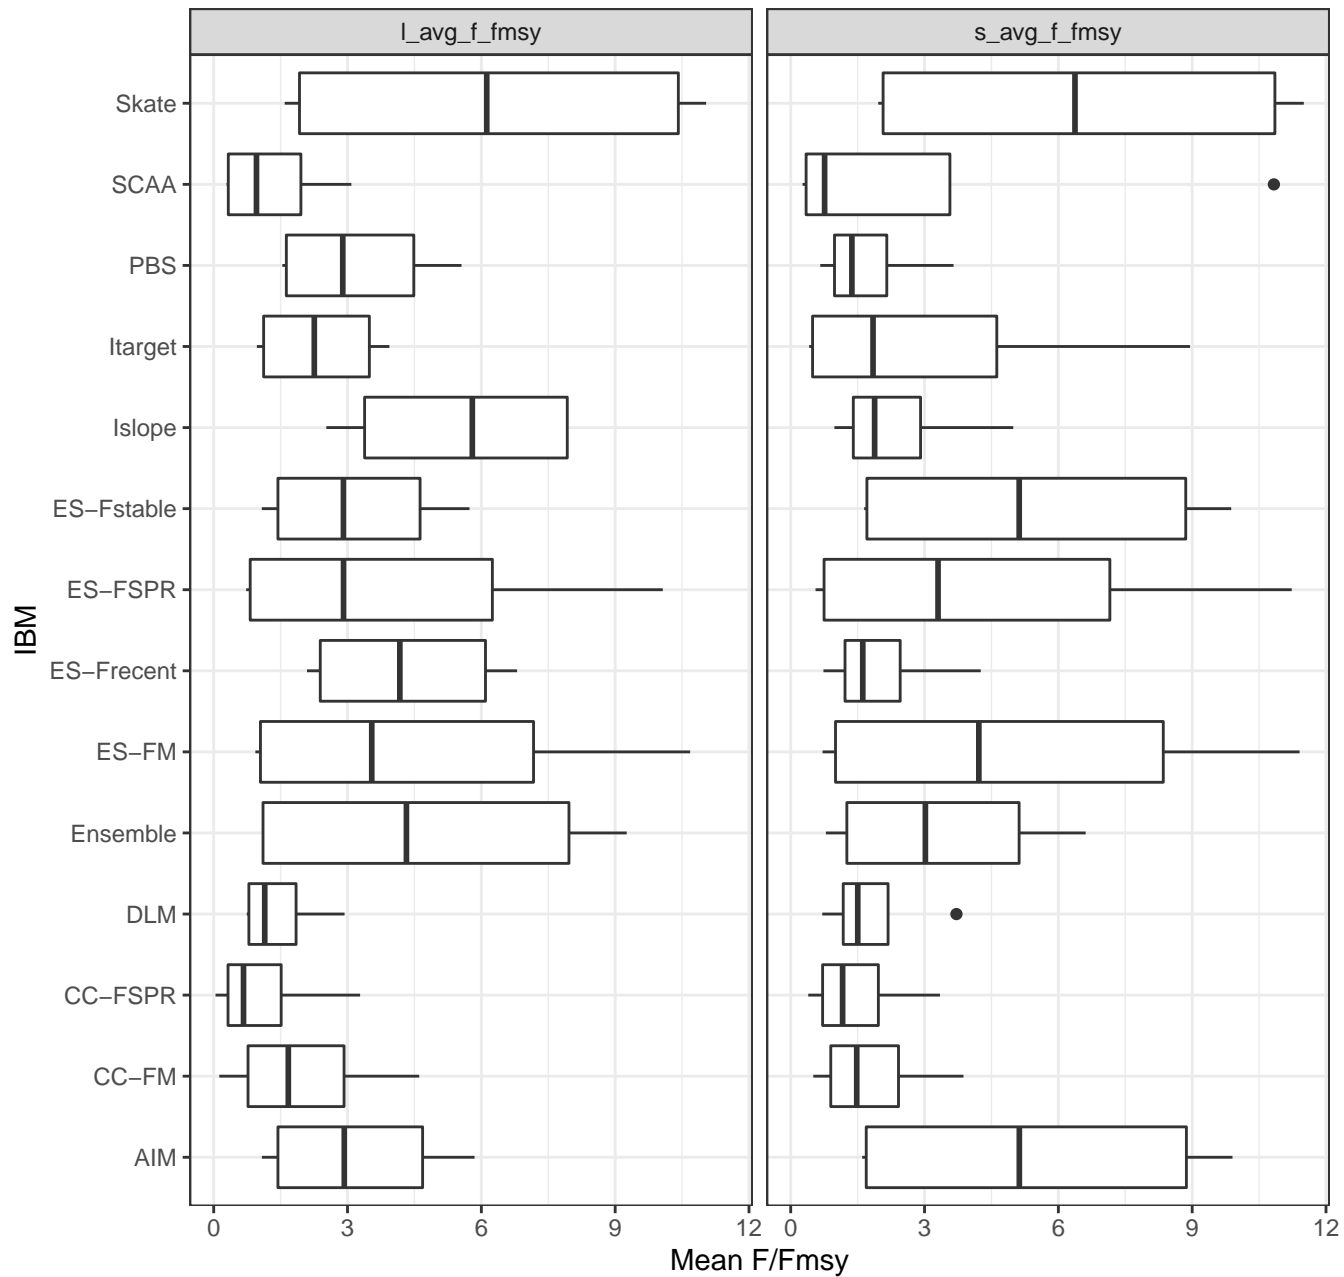 l_avg_f_fmsy
s_avg_f_fmsy
Skate
SCAA
PBS
Itarget
Islope
ES−Fstable
ES−FSPR
ES−Frecent
ES−FM
Ensemble
DLM
CC−FSPR
CC−FM
AIM
IBM
0 3 6 9 12 0 3 6 9 12
Mean F/Fmsy